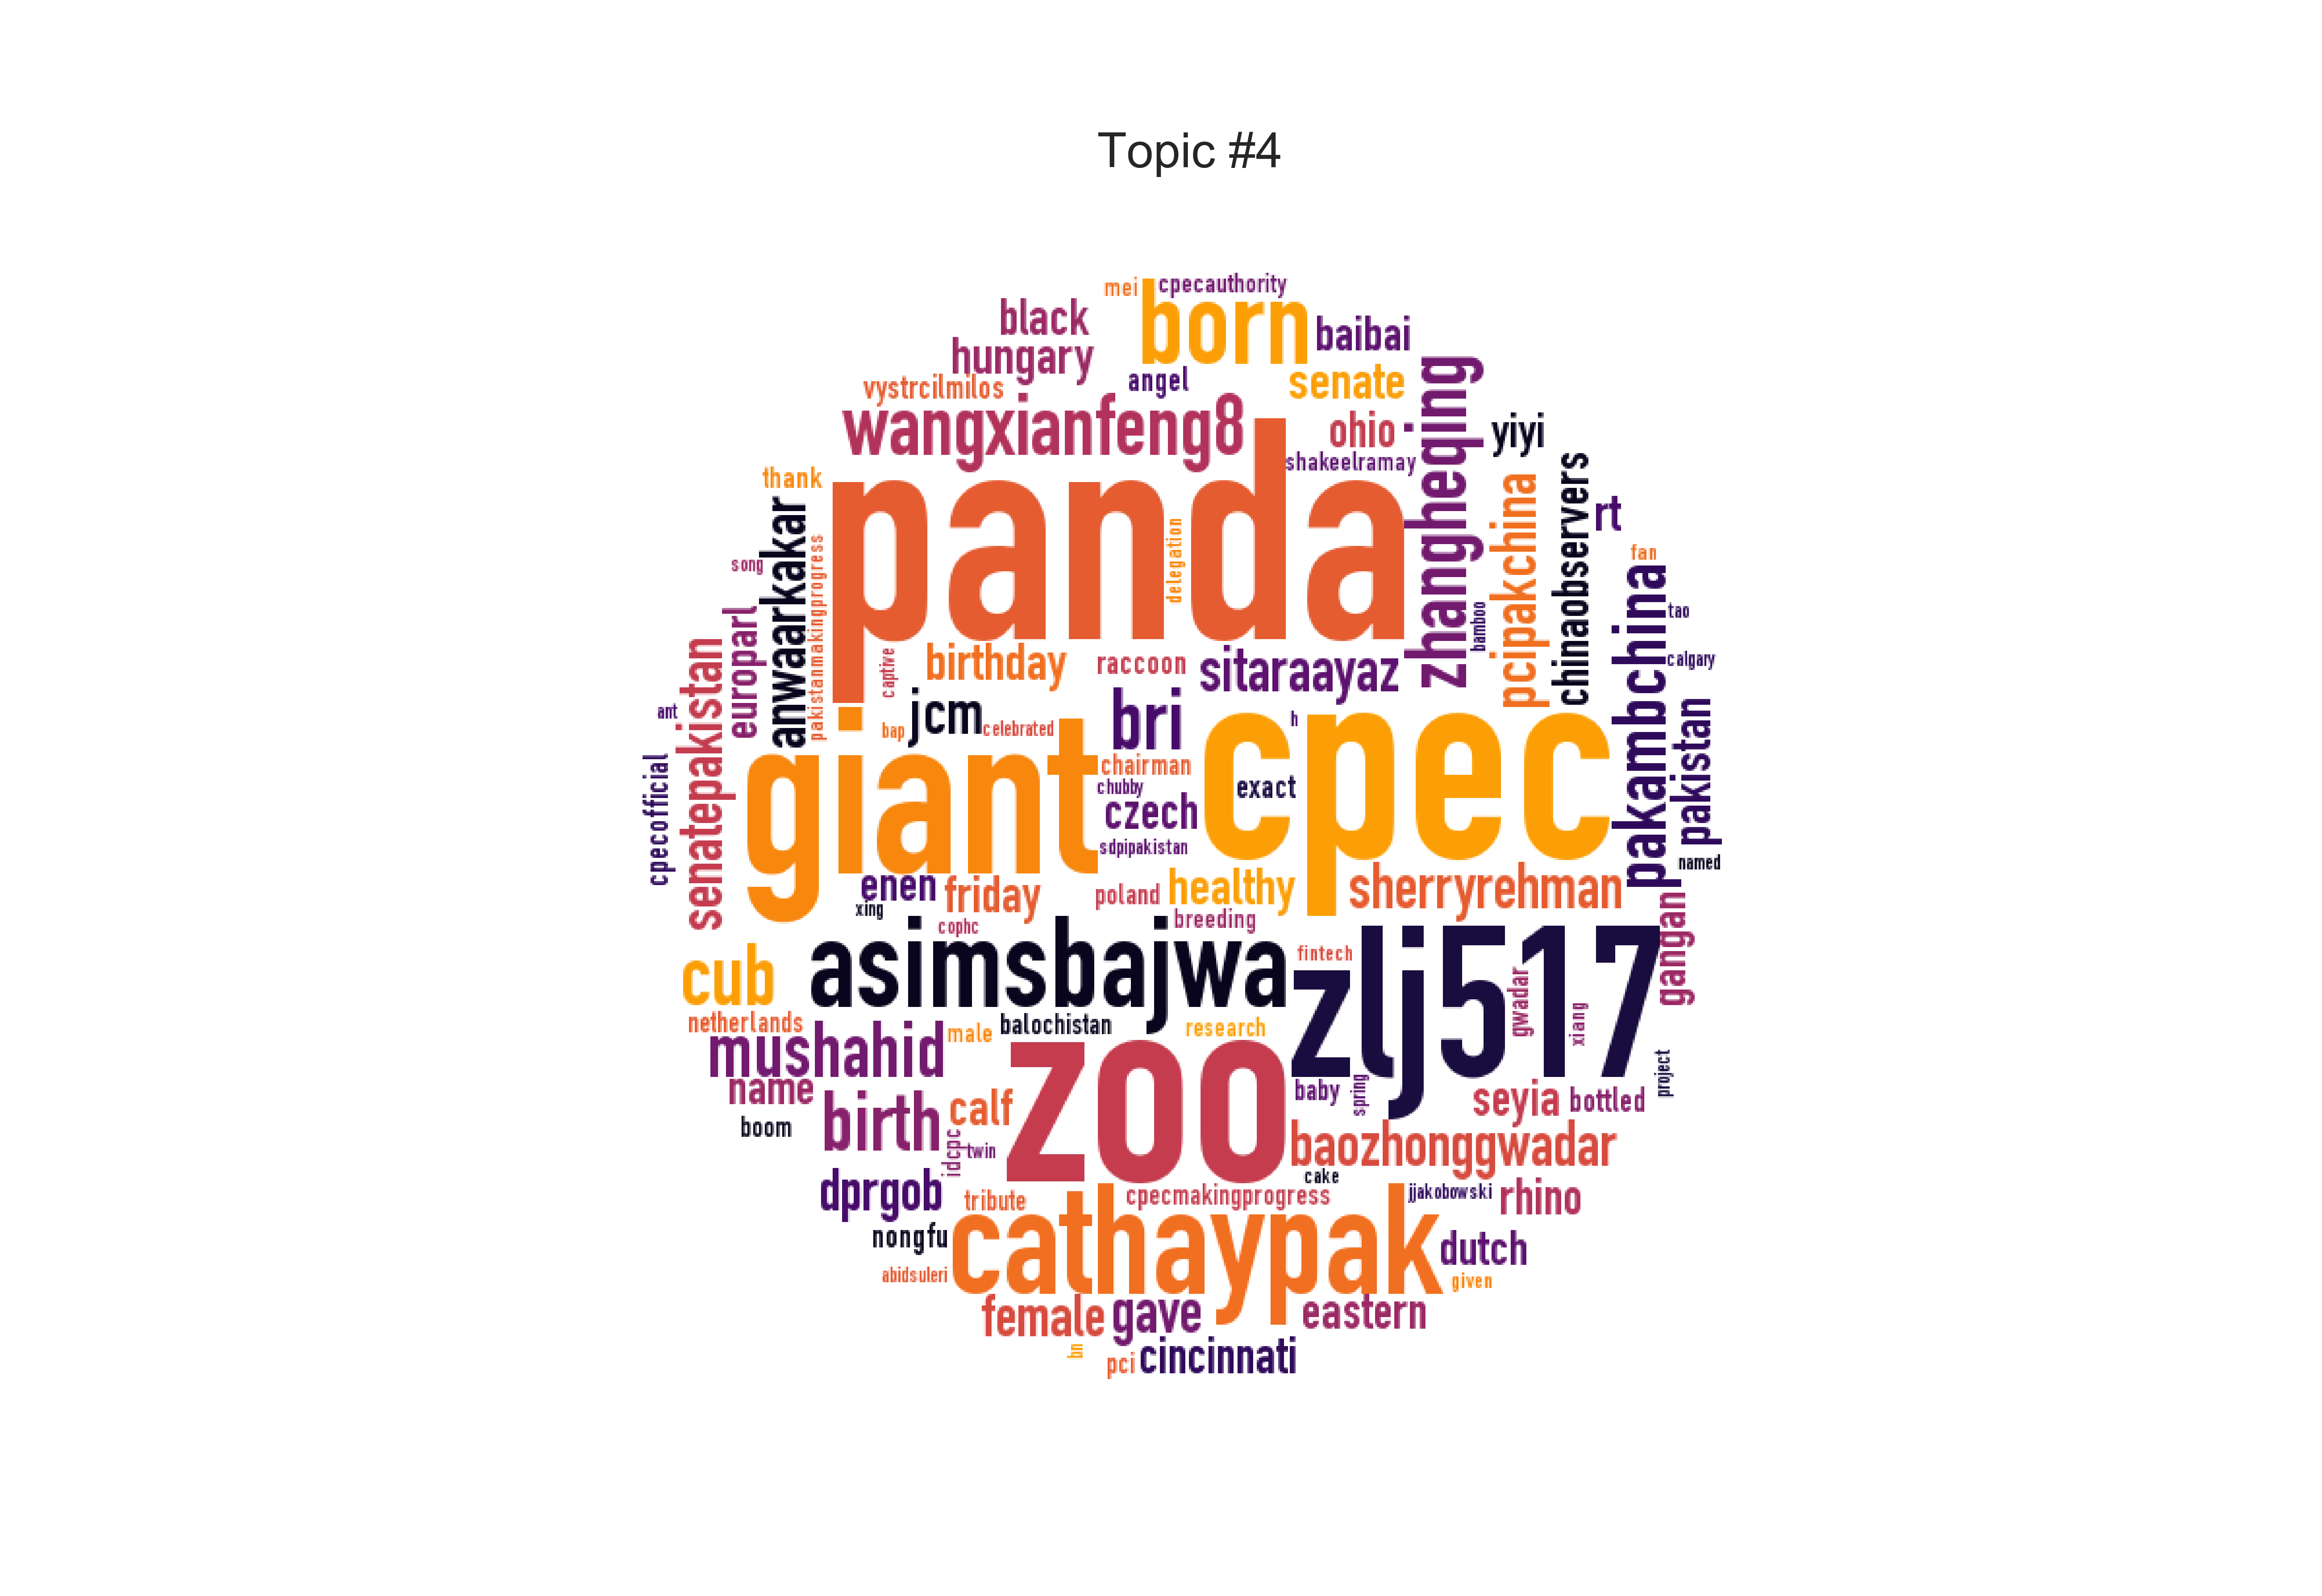 Topic #4
mei
cpecauthority
born
black
baibai
hungary
angel
senate
vystrcilmilos
wangxianfeng8
ohio
zhangheqing
yiyi
shakeelramay
thank
panda
anwaarkakar
pakistanmakingprogress
delegation
bamboo
pcipakchina
chinaobservers
rt
fan
song
pakambchina
tao
calgary
europarl
senatepakistan
captive
birthday
raccoon
sitaraayaz
ant
bap
jcm
celebrated
bri
h
cpec
pakistan
giant
chairman
exact
chubby
czech
cpecofficial
sdpipakistan
named
enen
friday
poland
healthy
sherryrehman
xing
cophc
breeding
gangan
cub
asimsbajwa
fintech
zlj517
gwadar
xiang
netherlands
male
balochistan
research
mushahid
zoo
name
baby
spring
project
seyia
bottled
boom
birth
calf
idcpc
twin
baozhonggwadar
cake
dprgob
tribute
cpecmakingprogress
jjakobowski
rhino
nongfu
cathaypak
dutch
abidsuleri
given
female
gave
eastern
bn
pci
cincinnati